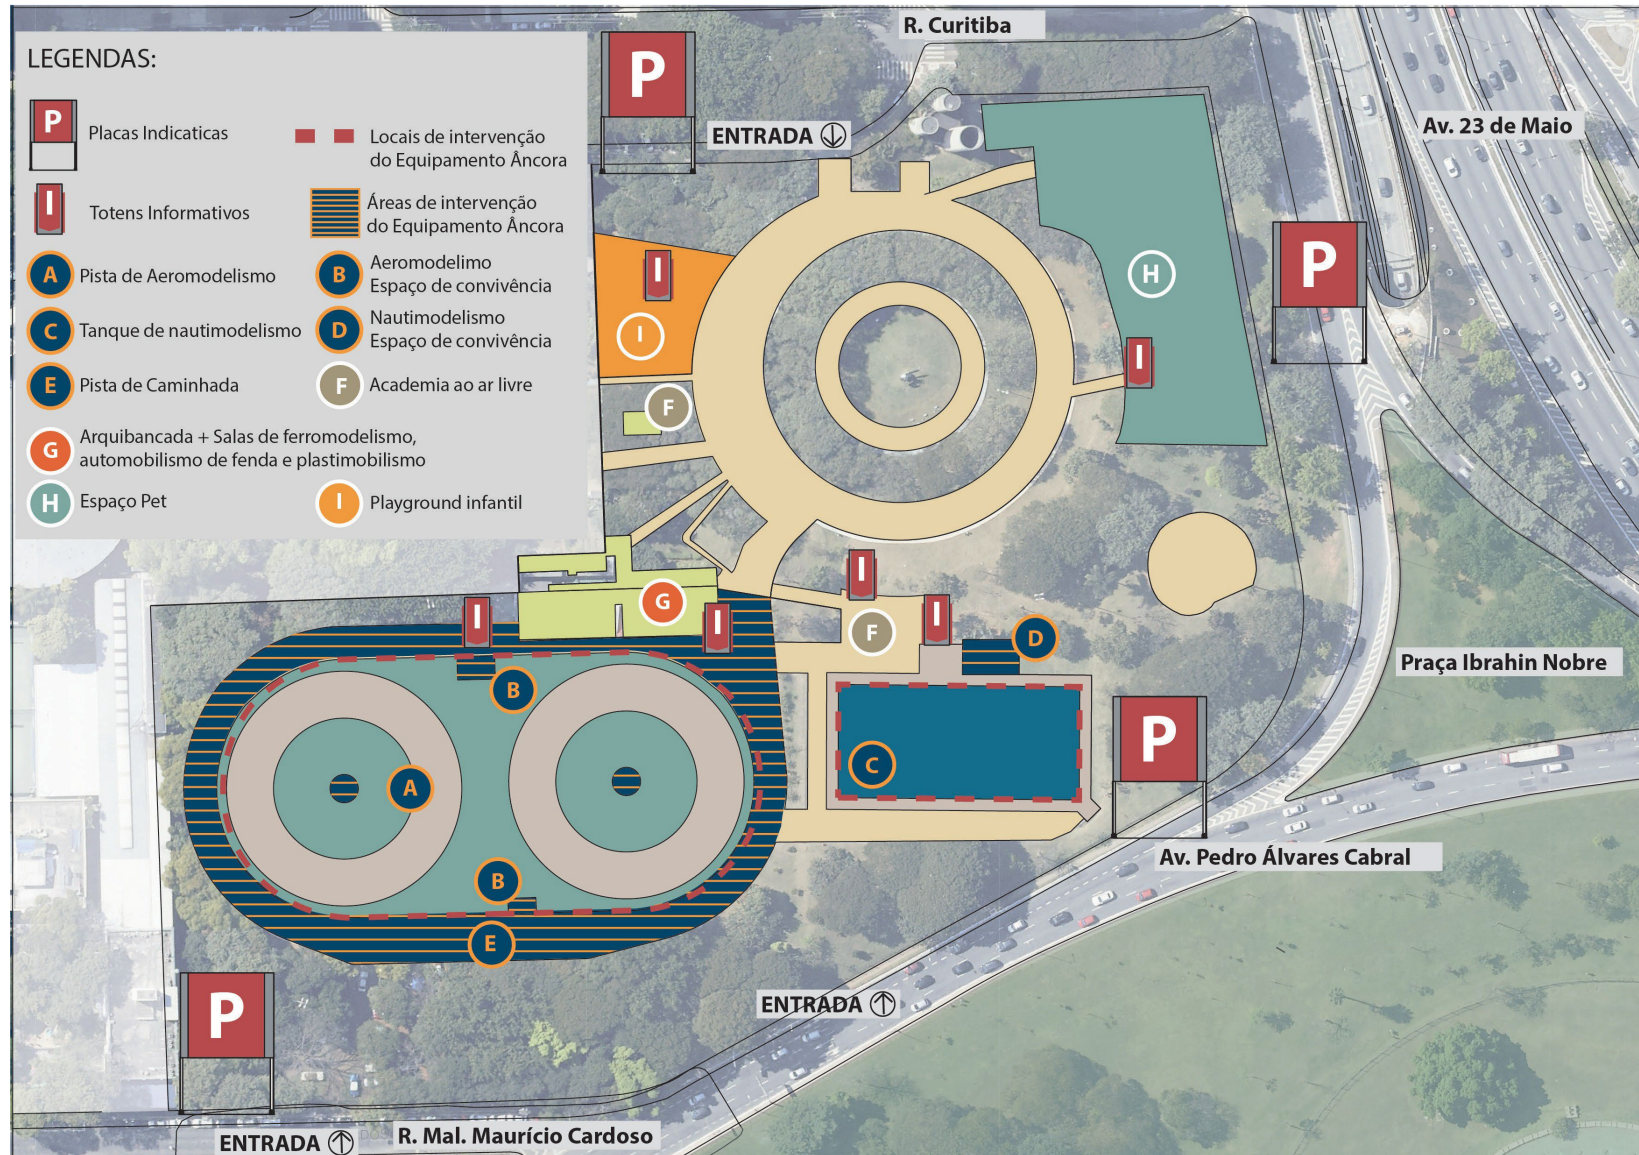 LEGENDAS:
P Placas Indicaticas
Locais de intervenção
do Equipamento Âncora
I Totens Informativos
Áreas de intervenção
do Equipamento Âncora
A Pista de Aeromodelismo
B Aeromodelimo
Espaço de convivência
C Tanque de nautimodelismo
D Nautimodelismo
Espaço de convivência
E Pista de Caminhada
F Academia ao ar livre
G Arquibancada + Salas de ferromodelismo,
automobilismo de fenda e plastimobilismo
H Espaço Pet
I Playground infantil
R. Curitiba
P
ENTRADA
Av. 23 de Maio
I
H
P
I
I
F
I
G
I
I
F
I
D
Praça Ibrahin Nobre
B
P
C
A
Av. Pedro Álvares Cabral
B
E
P
ENTRADA
R. Mal. Maurício Cardoso
ENTRADA